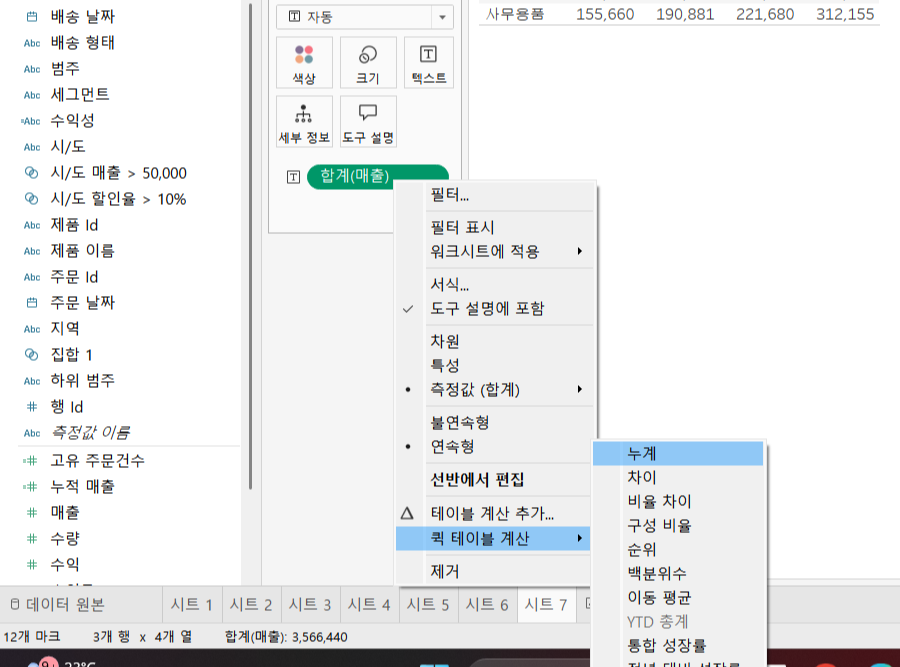 배송 날짜
Abc 배송 형태
Abc 범주
Abc 세그먼트
=Abc 수익성
Abc 시/도
시/도 매출 > 50,000
시/도 할인율 > 10%
Abc 제품 Id
Abc 제품 이름
Abc 주문 Id
주문 날짜
Abc 지역
집합 1
Abc 하위 범주
# 행 Id
Abc 측정값 이름
=# 고유 주문건수
=# 누적 매출
# 매출
# 수량
# 수익
T 자동
색상 크기 텍스트
세부 정보 도구 설명
T 합계(매출)
사무용품 155,660 190,881 221,680 312,155
필터...
필터 표시
워크시트에 적용
서식...
도구 설명에 포함
차원
특성
측정값 (합계)
불연속형
연속형
선반에서 편집
테이블 계산 추가...
퀵 테이블 계산
제거
누계
차이
비율 차이
구성 비율
순위
백분위수
이동 평균
YTD 총계
통합 성장률
데이터 원본 시트 1 시트 2 시트 3 시트 4 시트 5 시트 6 시트 7
12개 마크 3개 행 x 4개 열 합계(매출): 3,566,440